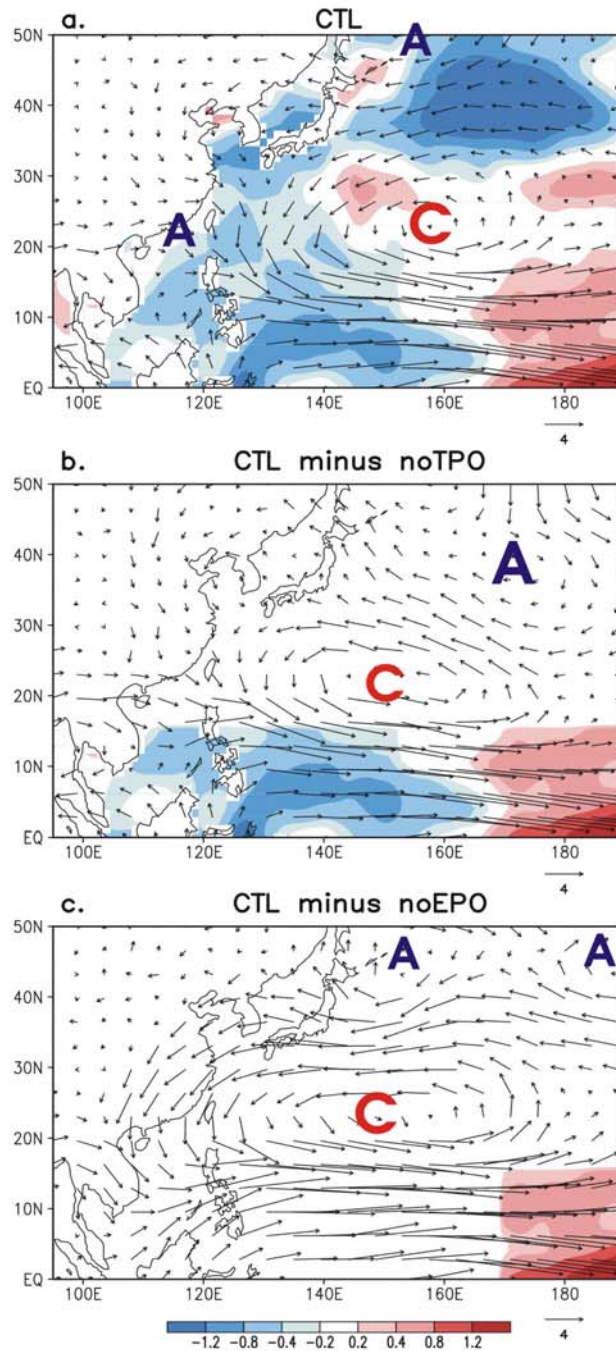 a. CTL
A
50N
40N
30N
A
C
20N
10N
EQ
100E 120E 140E 160E 180
4
b. CTL minus noTPO
50N
40N
A
30N
C
20N
10N
EQ
100E 120E 140E 160E 180
4
c. CTL minus noEPO
50N
A A
40N
30N
C
20N
10N
EQ
100E 120E 140E 160E 180
-1.2 -0.8 -0.4 -0.2 0.2 0.4 0.8 1.2
4